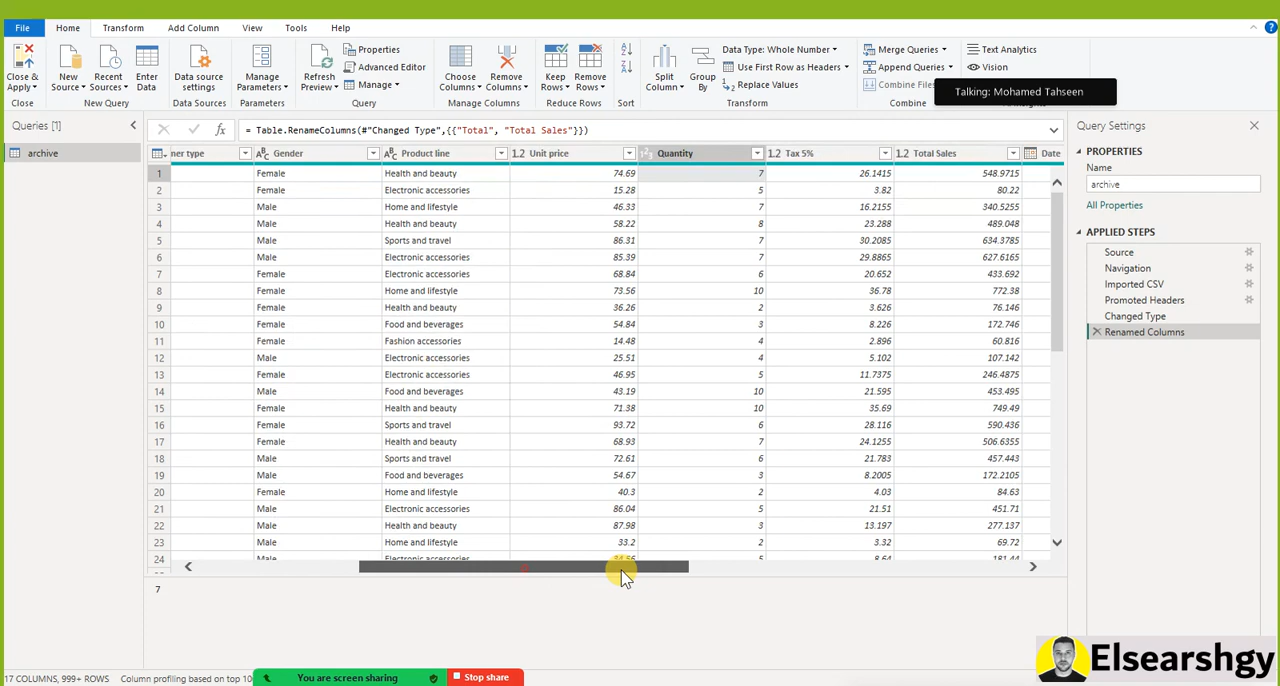 File Home Transform Add Column View Tools Help
Close & Apply New Source Recent Sources Enter Data Data source settings Manage Parameters Refresh Preview Properties Advanced Editor Manage Choose Columns Remove Columns Keep Rows Remove Rows Split Column Group By Data Type: Whole Number Use First Row as Headers Replace Values Merge Queries Append Queries Combine Files Text Analytics Vision
Talking: Mohamed Tahseen
Close New Query Data Sources Parameters Query Manage Columns Reduce Rows Sort Transform Combine
Queries [1]
= Table.RenameColumns(#"Changed Type",{{"Total", "Total Sales"}})
archive
ner type Gender Product line 1.2 Unit price Quantity 1.2 Tax 5% 1.2 Total Sales Date
1 Female Health and beauty 74.69 7 26.1415 548.9715
2 Female Electronic accessories 15.28 5 3.82 80.22
3 Male Home and lifestyle 46.33 7 16.2155 340.5255
4 Male Health and beauty 58.22 8 23.288 489.048
5 Male Sports and travel 86.31 7 30.2085 634.3785
6 Male Electronic accessories 85.39 7 29.8865 627.6165
7 Female Electronic accessories 68.84 6 20.652 433.692
8 Female Home and lifestyle 73.56 10 36.78 772.38
9 Female Health and beauty 36.26 2 3.626 76.146
10 Female Food and beverages 54.84 3 8.226 172.746
11 Female Fashion accessories 14.48 4 2.896 60.816
12 Male Electronic accessories 25.51 4 5.102 107.142
13 Female Electronic accessories 46.95 5 11.7375 246.4875
14 Male Food and beverages 43.19 10 21.595 453.495
15 Female Health and beauty 71.38 10 35.69 749.49
16 Female Sports and travel 93.72 6 28.116 590.436
17 Female Health and beauty 68.93 7 24.1255 506.6355
18 Male Sports and travel 72.61 6 21.783 457.443
19 Male Food and beverages 54.67 3 8.2005 172.2105
20 Female Home and lifestyle 40.3 2 4.03 84.63
21 Male Electronic accessories 86.04 5 21.51 451.71
22 Male Health and beauty 87.98 3 13.197 277.137
23 Male Home and lifestyle 33.2 2 3.32 69.72
24 Male Electronic accessories 34.56 5 8.64 181.44
7
Query Settings
PROPERTIES
Name
archive
All Properties
APPLIED STEPS
Source
Navigation
Imported CSV
Promoted Headers
Changed Type
Renamed Columns
17 COLUMNS, 999+ ROWS Column profiling based on top 100
You are screen sharing Stop share
Elsearshgy